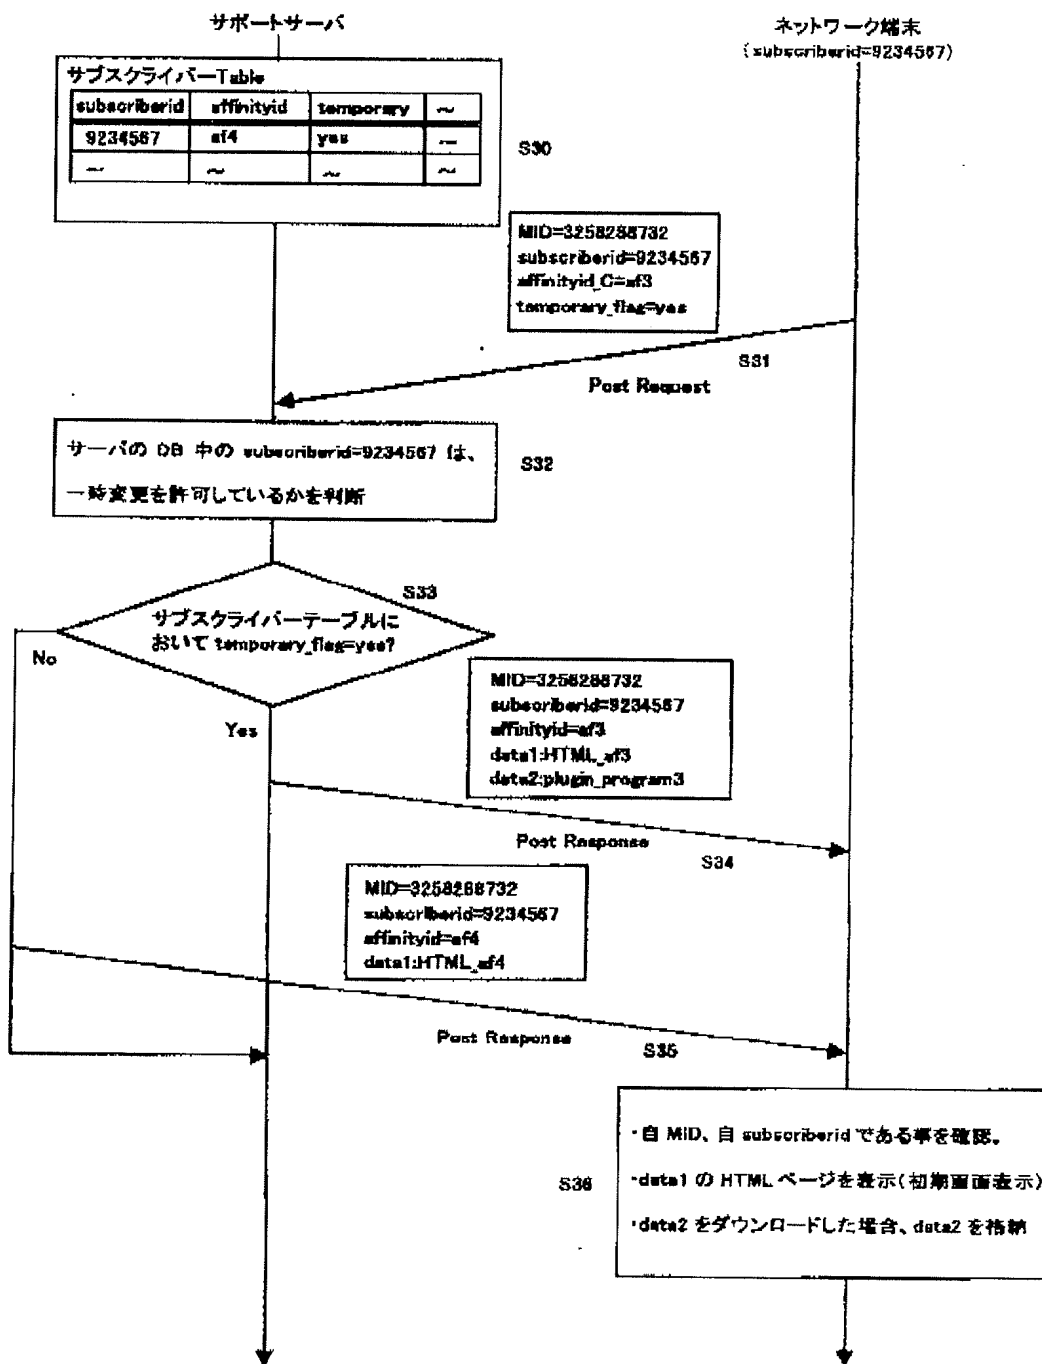 サポートサーバ
ネットワーク端末
(subscriberid=9234567)
サブスクライバーTable
subscriberid affinityid temporary ～
9234567 af4 yes ～
～ ～ ～ ～
S30
MID=3258288732
subscriberid=9234567
affinityid_C=af3
temporary_flag=yes
S31
Post Request
サーバの DB 中の subscriberid=9234567 は、
一時変更を許可しているかを判断
S32
S33
サブスクライバーテーブルに
おいて temporary_flag=yes?
No
Yes
MID=3258288732
subscriberid=9234567
affinityid=af3
data1:HTML_af3
data2:plugin_program3
Post Response
S34
MID=3258288732
subscriberid=9234567
affinityid=af4
data1:HTML_af4
Post Response
S35
S36
・自 MID、自 subscriberid である事を確認。
・data1 の HTML ページを表示(初期画面表示)
・data2 をダウンロードした場合、data2 を格納